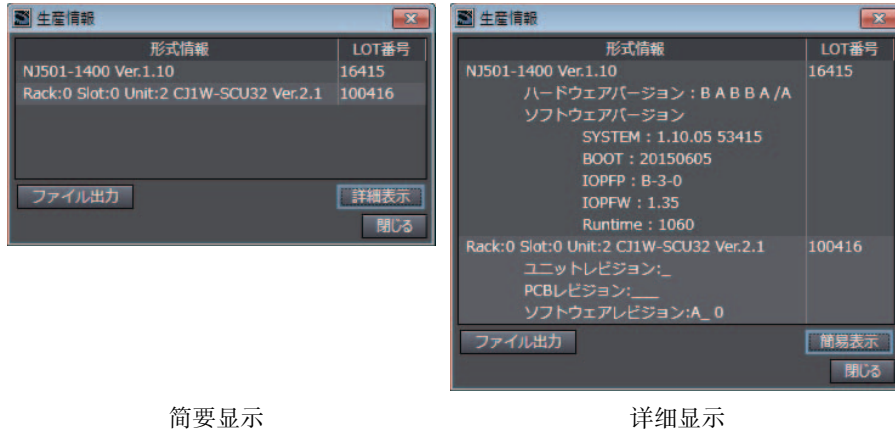 生産情報
形式情報 LOT番号
NJ501-1400 Ver.1.10 16415
Rack:0 Slot:0 Unit:2 CJ1W-SCU32 Ver.2.1 100416
ファイル出力 詳細表示
閉じる
简要显示
生産情報
形式情報 LOT番号
NJ501-1400 Ver.1.10 16415
ハードウェアバージョン : B A B B A /A
ソフトウェアバージョン
SYSTEM : 1.10.05 53415
BOOT : 20150605
IOPFP : B-3-0
IOPFW : 1.35
Runtime : 1060
Rack:0 Slot:0 Unit:2 CJ1W-SCU32 Ver.2.1 100416
ユニットレビジョン:_
PCBレビジョン:___
ソフトウェアレビジョン:A_ 0
ファイル出力 簡易表示
閉じる
详细显示